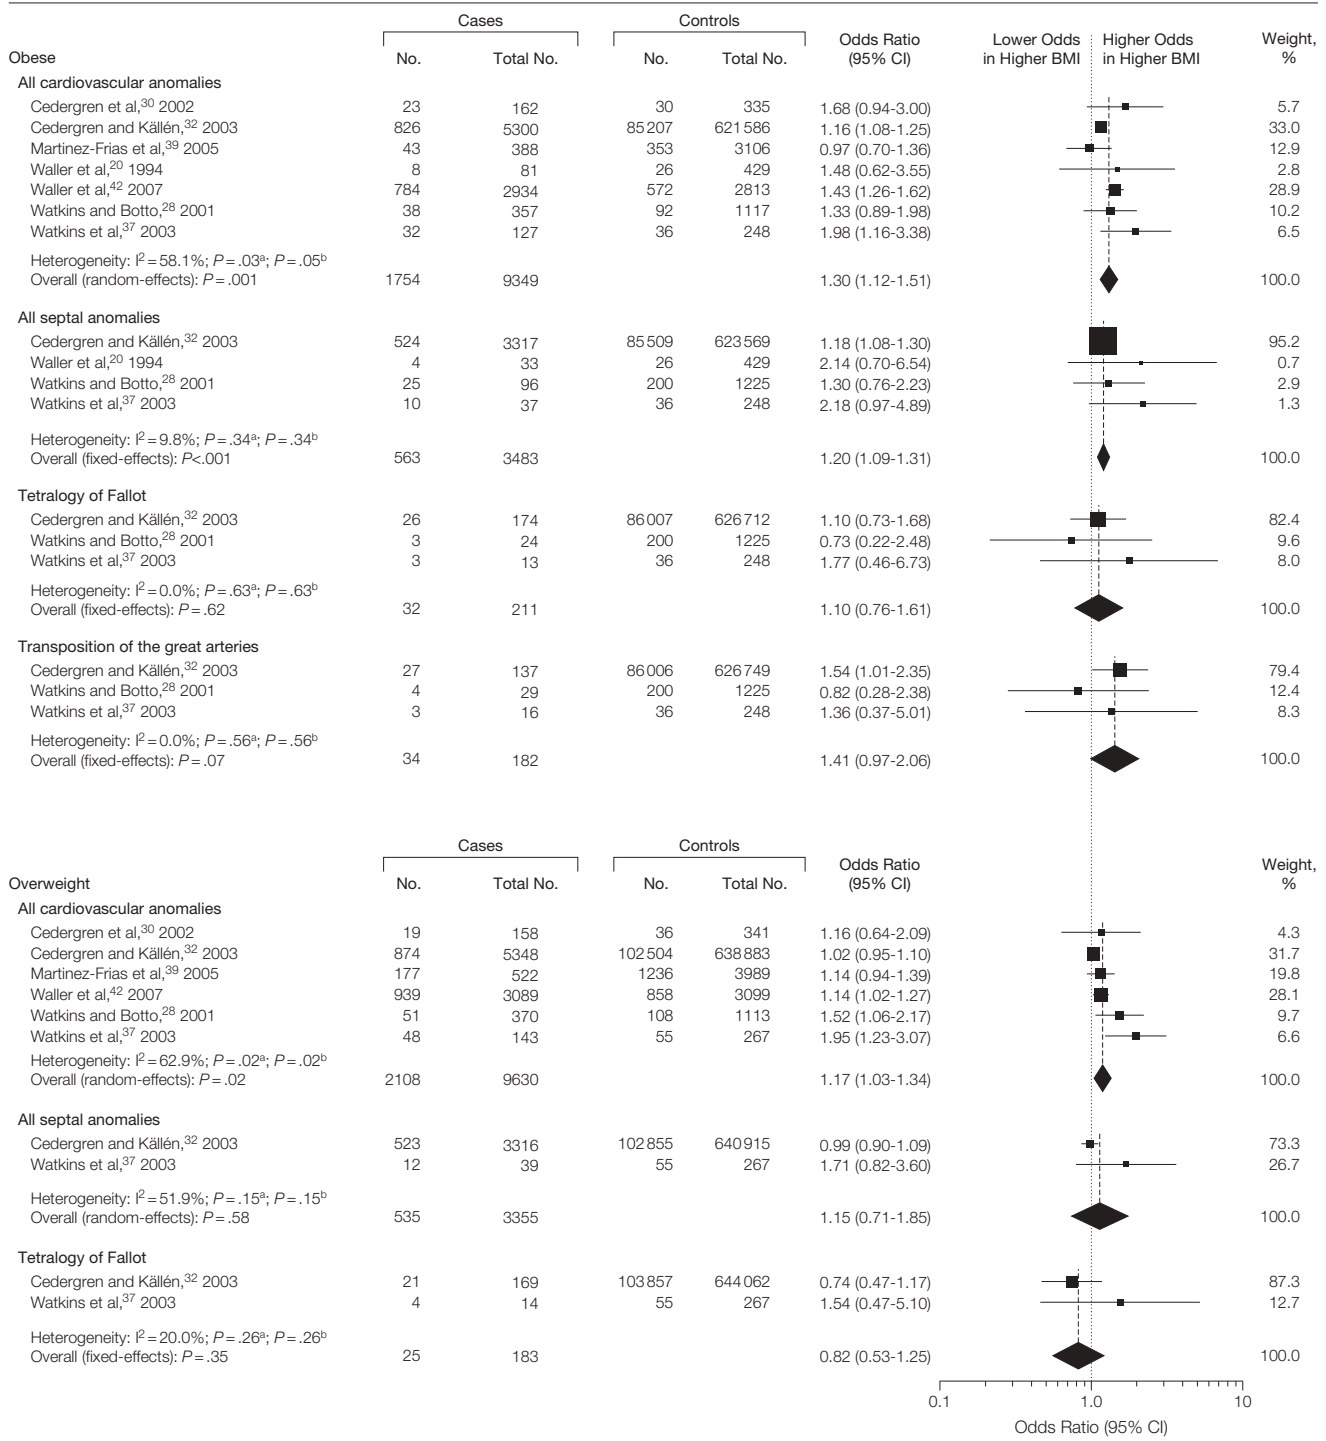 Cases Controls
Obese No. Total No. No. Total No. Odds Ratio (95% CI) Lower Odds in Higher BMI Higher Odds in Higher BMI Weight, %
All cardiovascular anomalies
Cedergren et al,30 2002 23 162 30 335 1.68 (0.94-3.00) 5.7
Cedergren and Källén,32 2003 826 5300 85 207 621 586 1.16 (1.08-1.25) 33.0
Martinez-Frias et al,39 2005 43 388 353 3106 0.97 (0.70-1.36) 12.9
Waller et al,20 1994 8 81 26 429 1.48 (0.62-3.55) 2.8
Waller et al,42 2007 784 2934 572 2813 1.43 (1.26-1.62) 28.9
Watkins and Botto,28 2001 38 357 92 1117 1.33 (0.89-1.98) 10.2
Watkins et al,37 2003 32 127 36 248 1.98 (1.16-3.38) 6.5
Heterogeneity: I2 = 58.1%; P = .03a; P = .05b
Overall (random-effects): P = .001 1754 9349 1.30 (1.12-1.51) 100.0
All septal anomalies
Cedergren and Källén,32 2003 524 3317 85 509 623 569 1.18 (1.08-1.30) 95.2
Waller et al,20 1994 4 33 26 429 2.14 (0.70-6.54) 0.7
Watkins and Botto,28 2001 25 96 200 1225 1.30 (0.76-2.23) 2.9
Watkins et al,37 2003 10 37 36 248 2.18 (0.97-4.89) 1.3
Heterogeneity: I2 = 9.8%; P = .34a; P = .34b
Overall (fixed-effects): P<.001 563 3483 1.20 (1.09-1.31) 100.0
Tetralogy of Fallot
Cedergren and Källén,32 2003 26 174 86 007 626 712 1.10 (0.73-1.68) 82.4
Watkins and Botto,28 2001 3 24 200 1225 0.73 (0.22-2.48) 9.6
Watkins et al,37 2003 3 13 36 248 1.77 (0.46-6.73) 8.0
Heterogeneity: I2 = 0.0%; P = .63a; P = .63b
Overall (fixed-effects): P = .62 32 211 1.10 (0.76-1.61) 100.0
Transposition of the great arteries
Cedergren and Källén,32 2003 27 137 86 006 626 749 1.54 (1.01-2.35) 79.4
Watkins and Botto,28 2001 4 29 200 1225 0.82 (0.28-2.38) 12.4
Watkins et al,37 2003 3 16 36 248 1.36 (0.37-5.01) 8.3
Heterogeneity: I2 = 0.0%; P = .56a; P = .56b
Overall (fixed-effects): P = .07 34 182 1.41 (0.97-2.06) 100.0
Cases Controls
Overweight No. Total No. No. Total No. Odds Ratio (95% CI) Weight, %
All cardiovascular anomalies
Cedergren et al,30 2002 19 158 36 341 1.16 (0.64-2.09) 4.3
Cedergren and Källén,32 2003 874 5348 102 504 638 883 1.02 (0.95-1.10) 31.7
Martinez-Frias et al,39 2005 177 522 1236 3989 1.14 (0.94-1.39) 19.8
Waller et al,42 2007 939 3089 858 3099 1.14 (1.02-1.27) 28.1
Watkins and Botto,28 2001 51 370 108 1113 1.52 (1.06-2.17) 9.7
Watkins et al,37 2003 48 143 55 267 1.95 (1.23-3.07) 6.6
Heterogeneity: I2 = 62.9%; P = .02a; P = .02b
Overall (random-effects): P = .02 2108 9630 1.17 (1.03-1.34) 100.0
All septal anomalies
Cedergren and Källén,32 2003 523 3316 102 855 640 915 0.99 (0.90-1.09) 73.3
Watkins et al,37 2003 12 39 55 267 1.71 (0.82-3.60) 26.7
Heterogeneity: I2 = 51.9%; P = .15a; P = .15b
Overall (random-effects): P = .58 535 3355 1.15 (0.71-1.85) 100.0
Tetralogy of Fallot
Cedergren and Källén,32 2003 21 169 103 857 644 062 0.74 (0.47-1.17) 87.3
Watkins et al,37 2003 4 14 55 267 1.54 (0.47-5.10) 12.7
Heterogeneity: I2 = 20.0%; P = .26a; P = .26b
Overall (fixed-effects): P = .35 25 183 0.82 (0.53-1.25) 100.0
0.1 1.0 10
Odds Ratio (95% CI)